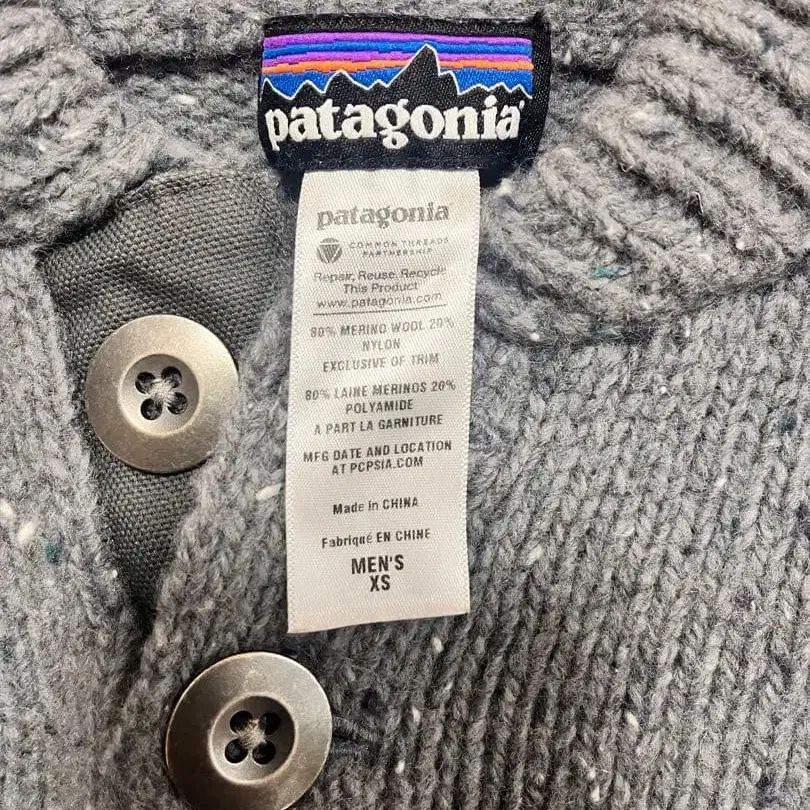 patagonia
patagonia
COMMON THREADS
PARTNERSHIP
Repair, Reuse, Recycle
This Product
www.patagonia.com
80% MERINO WOOL 20%
NYLON
EXCLUSIVE OF TRIM
80% LAINE MERINOS 20%
POLYAMIDE
A PART LA GARNITURE
MFG DATE AND LOCATION
AT PCPSIA.COM
Made in CHINA
Fabriqué EN CHINE
MEN'S
XS